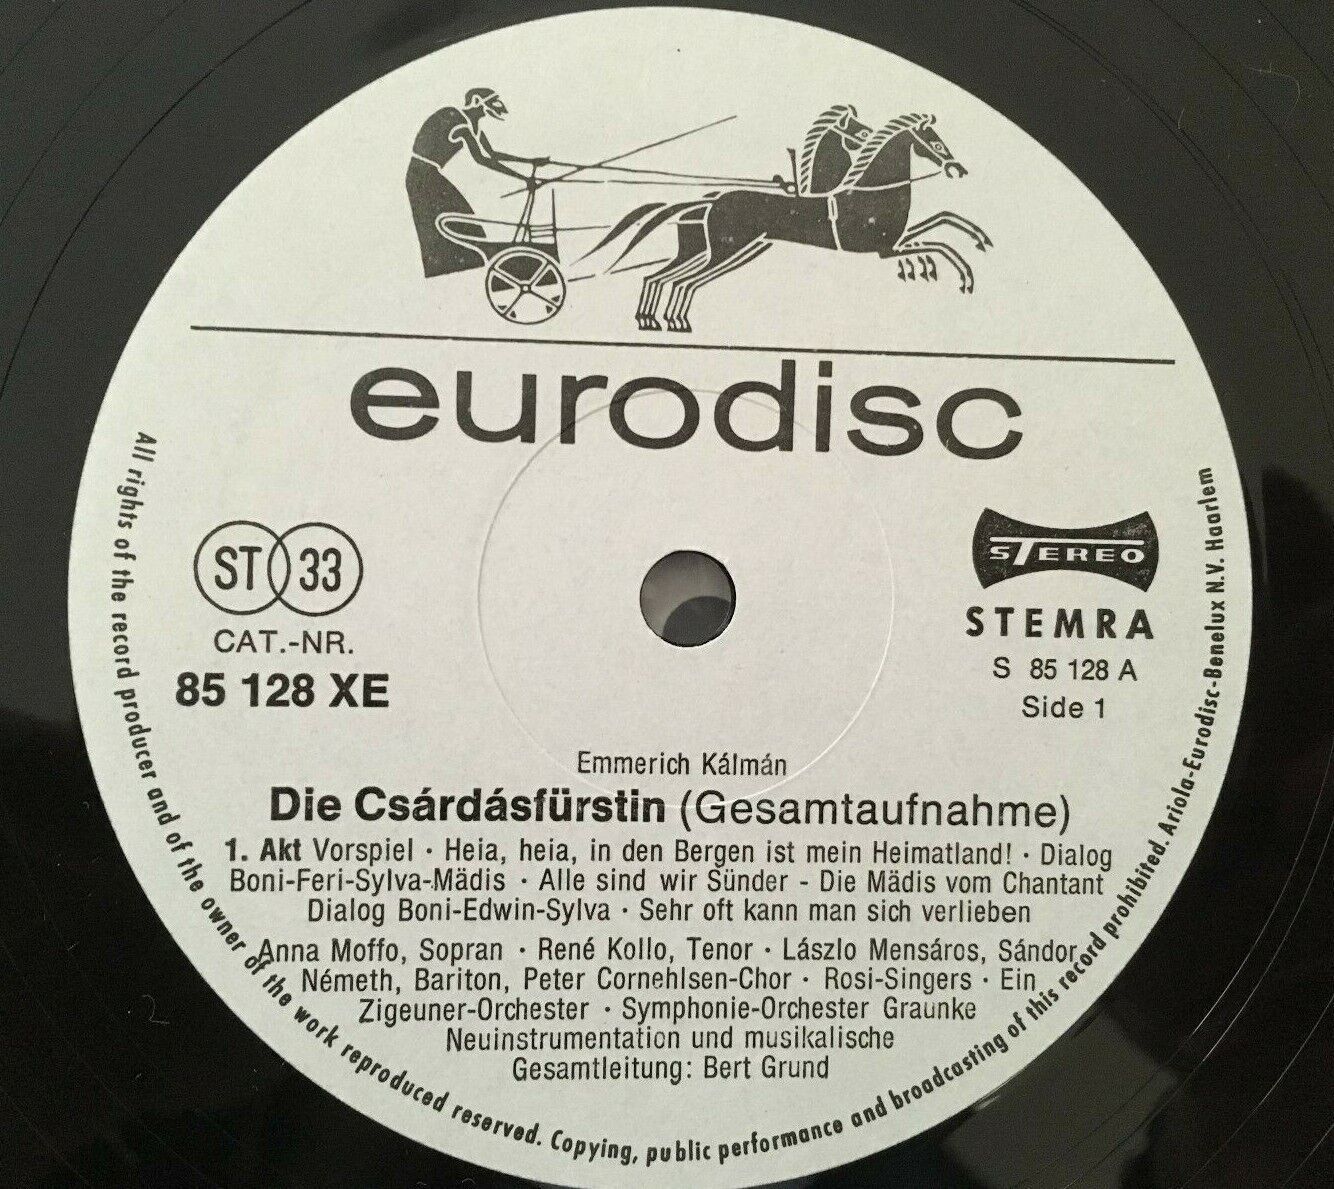 eurodisc
ST 33
CAT.-NR.
85 128 XE
STEREO
STEMRA
S 85 128 A
Side 1
Emmerich Kálmán
Die Csárdásfürstin (Gesamtaufnahme)
1. Akt Vorspiel · Heia, heia, in den Bergen ist mein Heimatland! · Dialog
Boni-Feri-Sylva-Mädis · Alle sind wir Sünder - Die Mädis vom Chantant
Dialog Boni-Edwin-Sylva · Sehr oft kann man sich verlieben
Anna Moffo, Sopran · René Kollo, Tenor · Lászlo Mensáros, Sándor
Németh, Bariton, Peter Cornehlsen-Chor · Rosi-Singers · Ein
Zigeuner-Orchester · Symphonie-Orchester Graunke
Neuinstrumentation und musikalische
Gesamtleitung: Bert Grund
All rights of the record producer and of the owner of the work reproduced reserved. Copying, public performance and broadcasting of this record prohibited. Ariola-Eurodisc-Benelux N.V. Haarlem